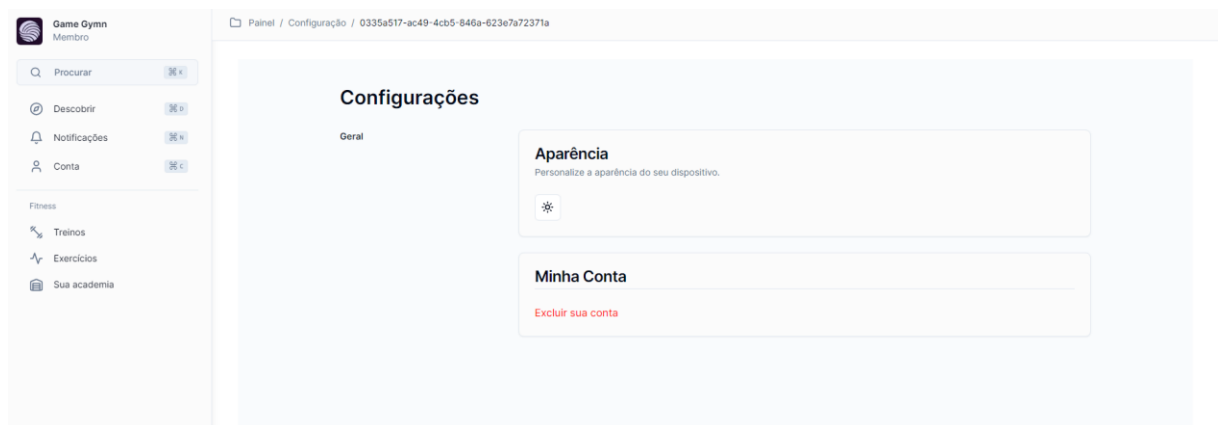 Game Gymn
Membro
Painel / Configuração / 0335a517-ac49-4cb5-846a-623e7a72371a
Procurar ⌘ K
Descobrir ⌘ D
Notificações ⌘ N
Conta ⌘ C
Fitness
Treinos
Exercícios
Sua academia
Configurações
Geral
Aparência
Personalize a aparência do seu dispositivo.
Minha Conta
Excluir sua conta